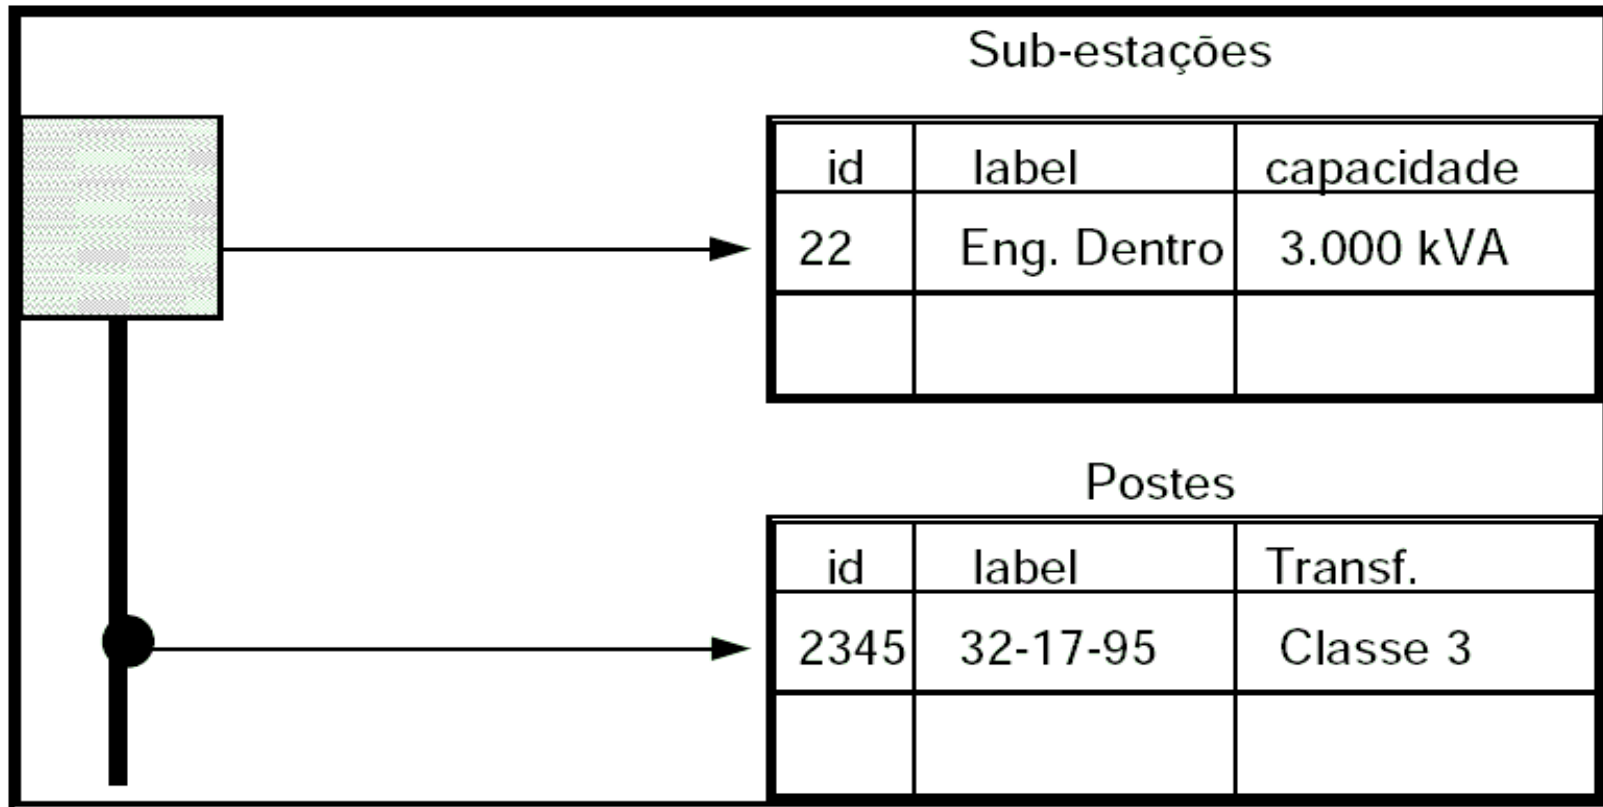 Sub-estações
id label capacidade
22 Eng. Dentro 3.000 kVA
Postes
id label Transf.
2345 32-17-95 Classe 3